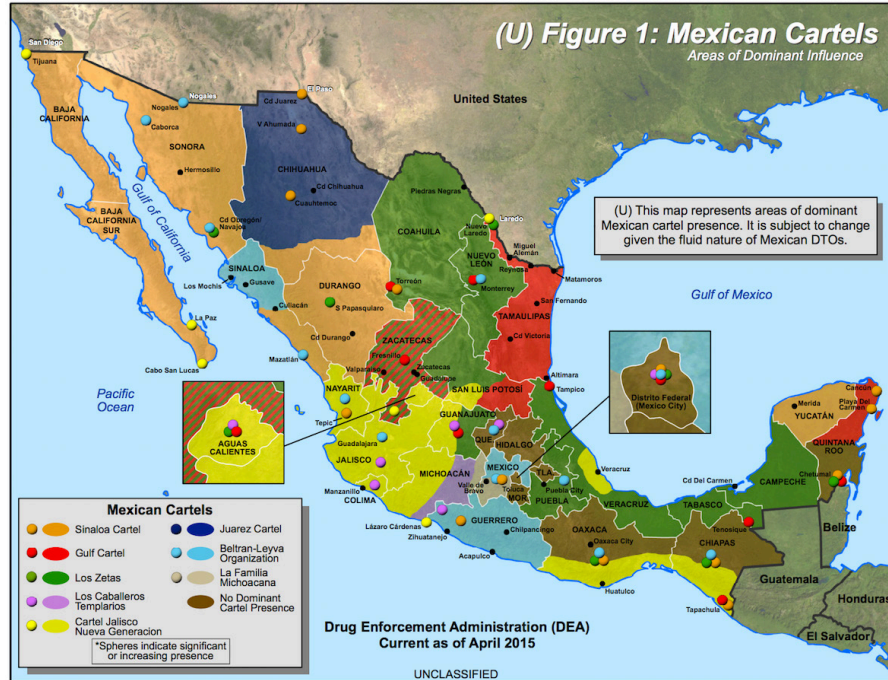 (U) Figure 1: Mexican Cartels
Areas of Dominant Influence
San Diego
Tijuana
BAJA
CALIFORNIA
Nogales
Nogales
Caborca
SONORA
Hermosillo
El Paso
Cd Juarez
V Ahumada
CHIHUAHUA
Cd Chihuahua
Cuauhtemoc
United States
Gulf of California
BAJA
CALIFORNIA
SUR
Cd Obregón/
Navajoa
Piedras Negras
COAHUILA
Laredo
Nuevo
Laredo
NUEVO
LEÓN
Miguel
Alemán
Reynosa
Matamoros
(U) This map represents areas of dominant
Mexican cartel presence. It is subject to change
given the fluid nature of Mexican DTOs.
SINALOA
Los Mochis
Gusave
Culiacán
DURANGO
S Papasquiaro
Torreón
Monterrey
San Fernando
TAMAULIPAS
Cd Victoria
Gulf of Mexico
La Paz
Cabo San Lucas
Cd Durango
Mazatlán
ZACATECAS
Fresnillo
Valparaiso
Zacatecas
Guadalupe
Pacific
Ocean
NAYARIT
Tepic
SAN LUIS POTOSÍ
Altimara
Tampico
Distrito Federal
(Mexico City)
AGUAS
CALIENTES
Guadalajara
JALISCO
GUANAJUATO
QUE
HIDALGO
MICHOACÁN
MEXICO
Valle de
Bravo
Toluca
MOR
TLA
Puebla City
PUEBLA
Veracruz
VERACRUZ
Manzanillo
COLIMA
Lázaro Cárdenas
Zihuatenejo
GUERRERO
Chilpancingo
Acapulco
OAXACA
Oaxaca City
Huatulco
TABASCO
Cd Del Carmen
CAMPECHE
Tenosique
CHIAPAS
Tapachula
Merida
YUCATÁN
Cancún
Playa Del
Carmen
QUINTANA
ROO
Chetumal
Belize
Guatemala
Honduras
El Salvador
Mexican Cartels
Sinaloa Cartel
Gulf Cartel
Los Zetas
Los Caballeros
Templarios
Cartel Jalisco
Nueva Generacion
Juarez Cartel
Beltran-Leyva
Organization
La Familia
Michoacana
No Dominant
Cartel Presence
*Spheres indicate significant
or increasing presence
Drug Enforcement Administration (DEA)
Current as of April 2015
UNCLASSIFIED